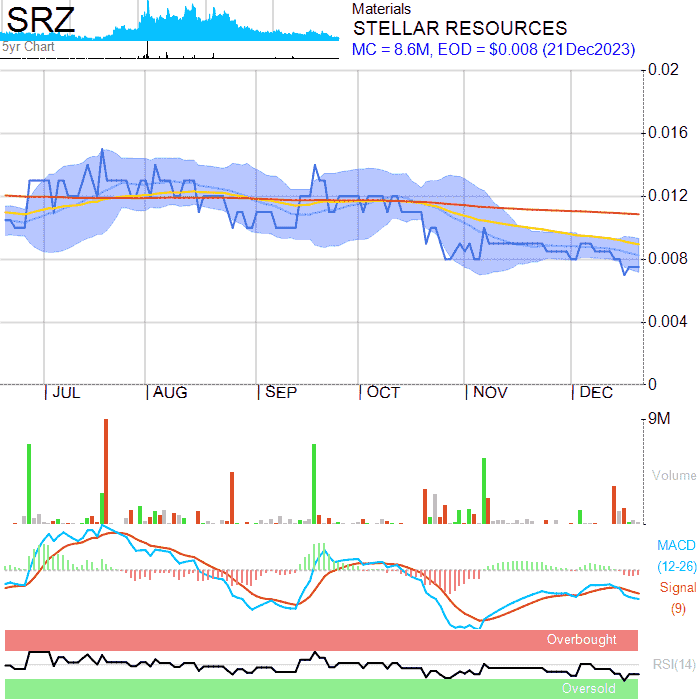 SRZ
5yr Chart
Materials
STELLAR RESOURCES
MC = 8.6M, EOD = $0.008 (21Dec2023)
0.02
0.016
0.012
0.008
0.004
0
JUL AUG SEP OCT NOV DEC
9M
Volume
MACD
(12-26)
Signal
(9)
Overbought
RSI(14)
Oversold